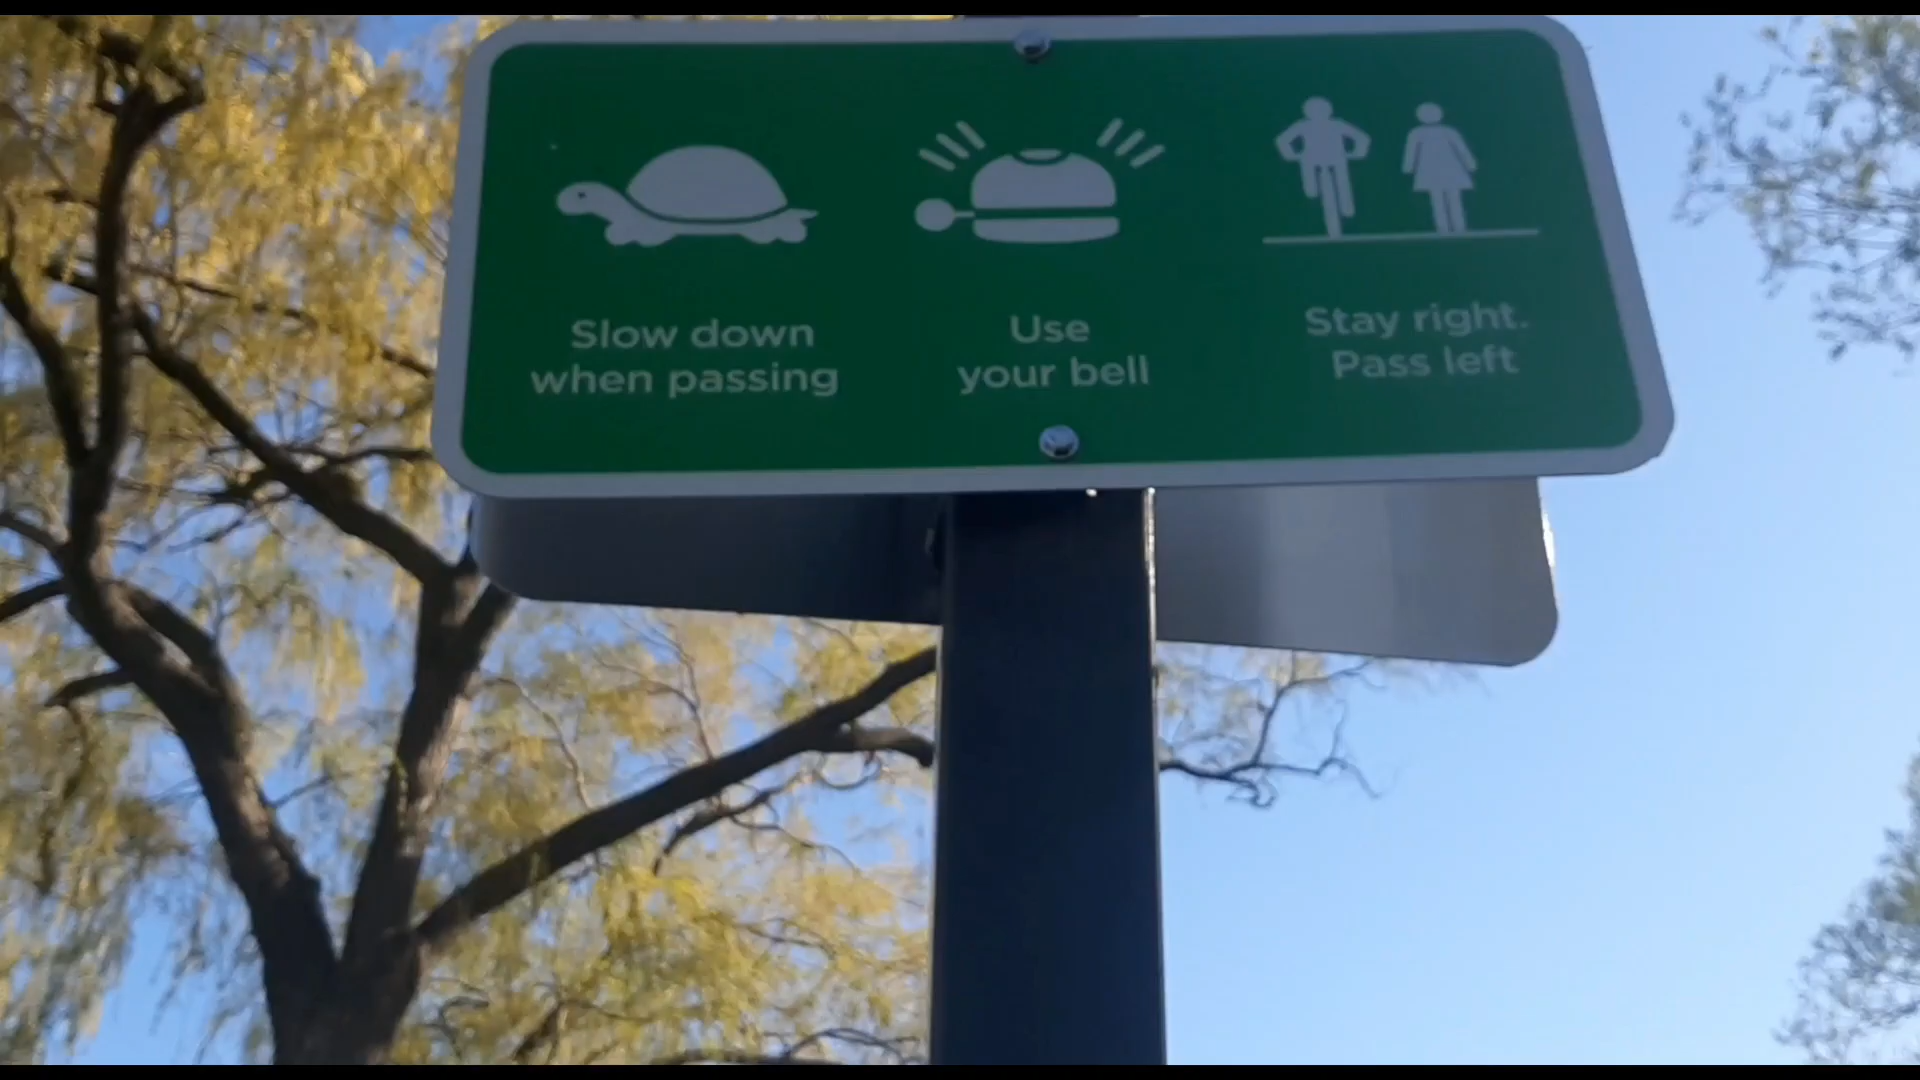 Slow down
when passing
Use
your bell
Stay right.
Pass left